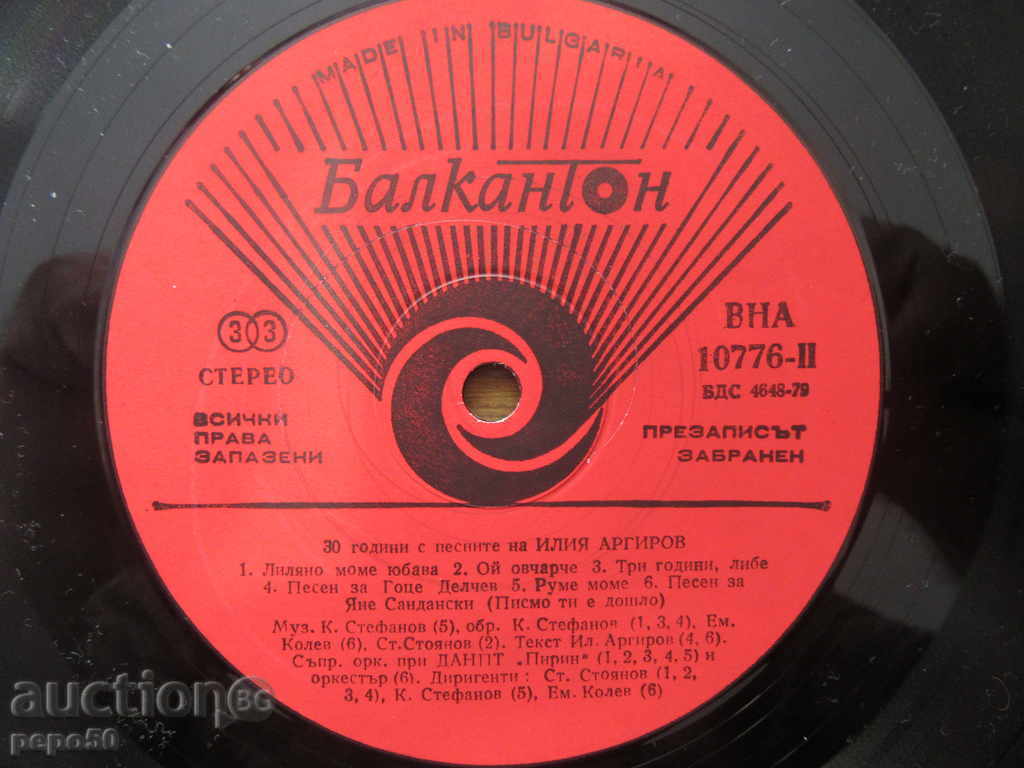 MADE IN BULGARIA
Балкантон
33
СТЕРЕО
ВСИЧКИ
ПРАВА
ЗАПАЗЕНИ
ВНА
10776-II
БДС 4648-79
ПРЕЗАПИСЪТ
ЗАБРАНЕН
30 години с песните на ИЛИЯ АРГИРОВ
1. Лиляно моме юбава 2. Ой овчарче 3. Три години, либе
4. Песен за Гоце Делчев 5. Руме моме 6. Песен за
Яне Сандански (Писмо ти е дошло)
Муз. К. Стефанов (5), обр. К. Стефанов (1, 3, 4), Ем.
Колев (6), Ст.Стоянов (2). Текст Ил. Аргиров (4, 6).
Съпр. орк. при ДАНПТ „Пирин" (1, 2, 3, 4, 5) и
оркестър (6). Диригенти : Ст. Стоянов (1, 2,
3, 4), К. Стефанов (5), Ем. Колев (6)
auction BG
pepo50